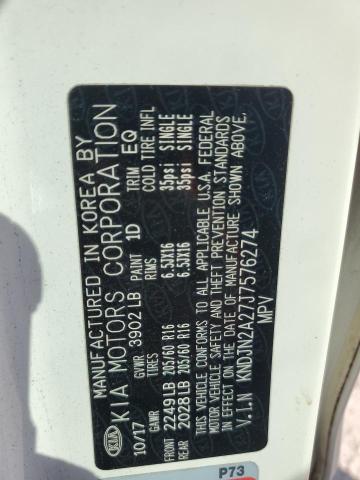 MANUFACTURED IN KOREA BY
KIA MOTORS CORPORATION
10/17 GVWR 3902 LB PAINT 1D TRIM EQ
GAWR TIRES RIMS COLD TIRE INFL
FRONT 2249 LB 205/60 R16 6.5JX16 35psi SINGLE
REAR 2028 LB 205/60 R16 6.5JX16 35psi SINGLE
THIS VEHICLE CONFORMS TO ALL APPLICABLE U.S.A. FEDERAL
MOTOR VEHICLE SAFETY AND THEFT PREVENTION STANDARDS
IN EFFECT ON THE DATE OF MANUFACTURE SHOWN ABOVE.
V.I.N KNDJN2A27J7576274
MPV
KIA
P73